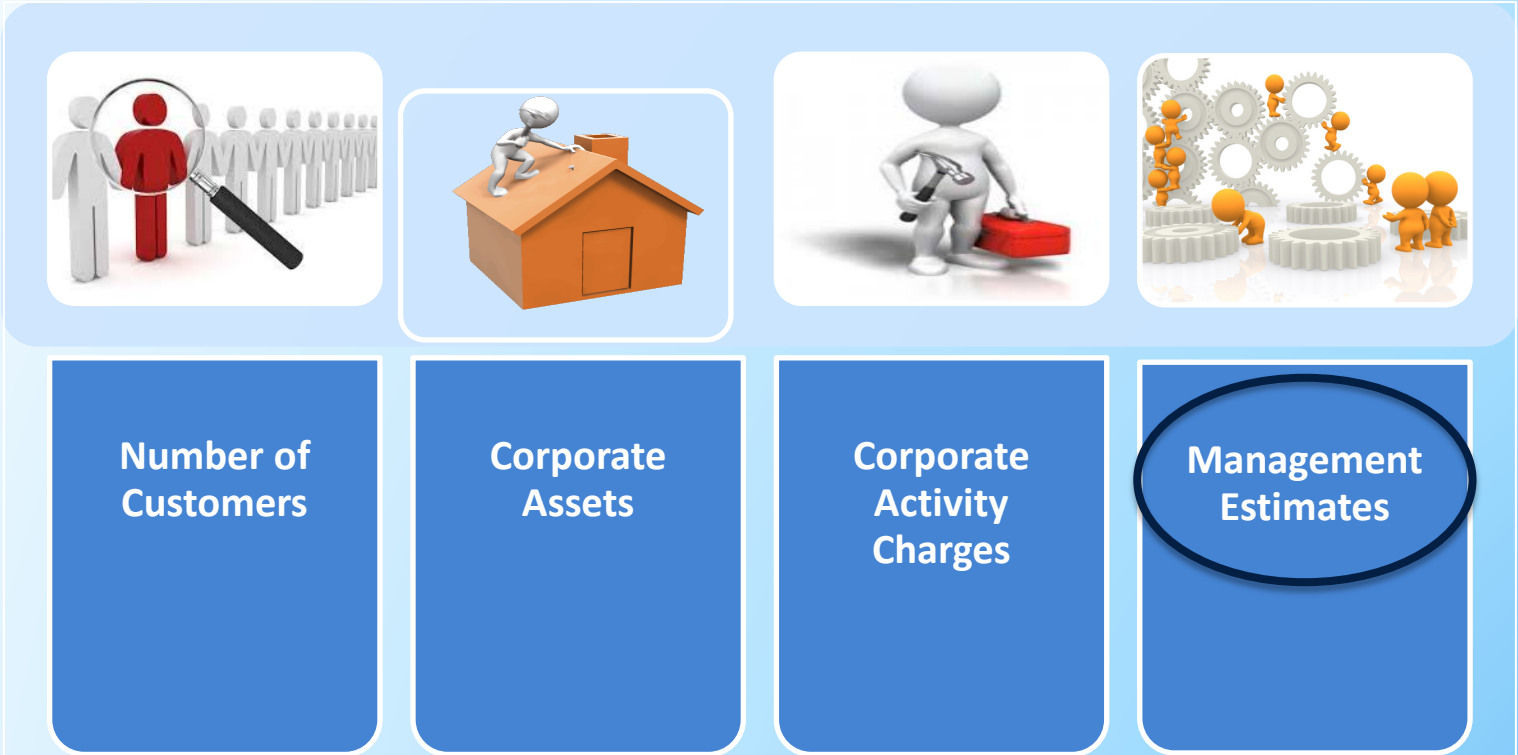 Number of
Customers
Corporate
Assets
Corporate
Activity
Charges
Management
Estimates